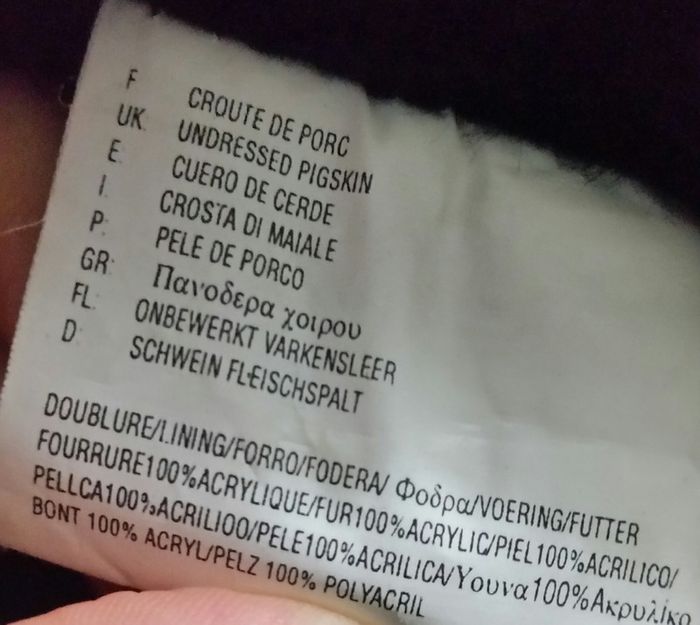 F CROUTE DE PORC
UK: UNDRESSED PIGSKIN
E: CUERO DE CERDE
I. CROSTA DI MAIALE
P: PELE DE PORCO
GR: Πανοδερα χοιρου
FL: ONBEWERKT VARKENSLEER
D: SCHWEIN FLEISCHSPALT
DOUBLURE/LINING/FORRO/FODERA/ Φοδρα/VOERING/FUTTER
FOURRURE100%ACRYLIQUE/FUR100%ACRYLIC/PIEL100%ACRILICO/
PELLCA100%ACRILIOO/PELE100%ACRILICA/Υουνα100%Ακρυλίκο
BONT 100% ACRYL/PELZ 100% POLYACRIL